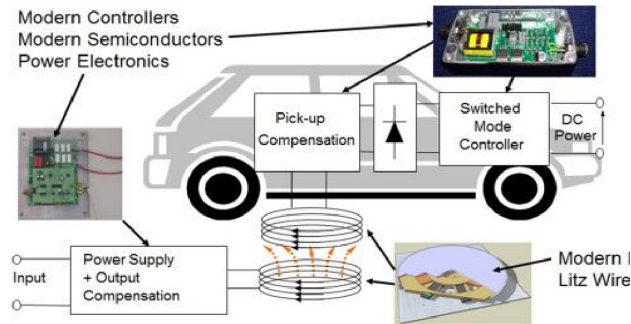 Modern Controllers
Modern Semiconductors
Power Electronics
Pick-up
Compensation
Switched
Mode
Controller
DC
Power
Input
Power Supply
+ Output
Compensation
Modern
Litz Wire